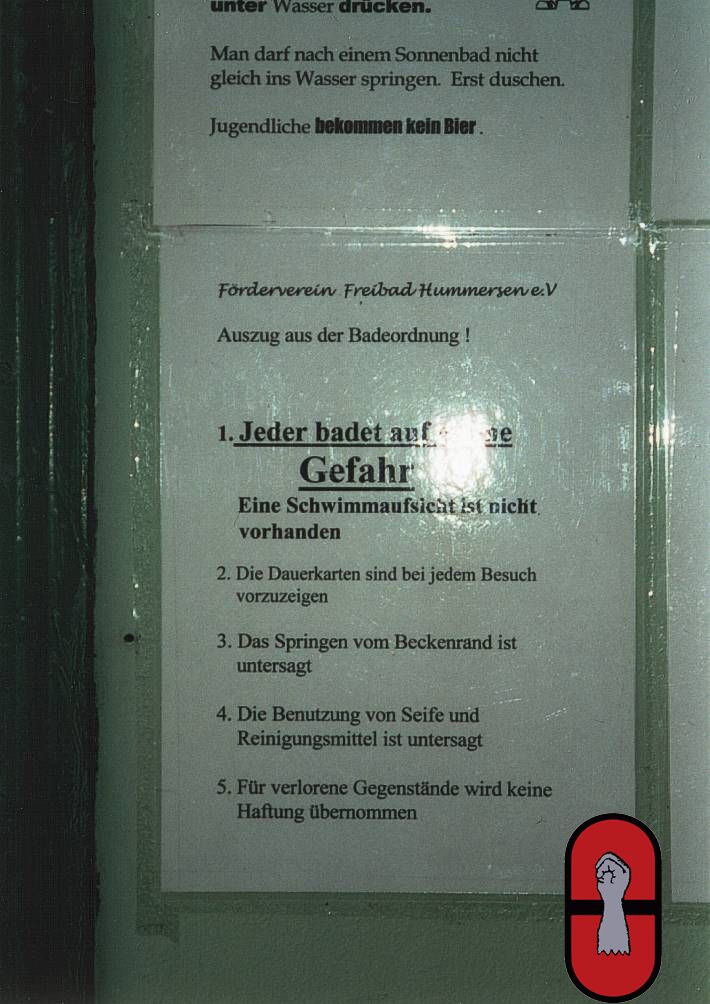 unter Wasser drücken.
Man darf nach einem Sonnenbad nicht
gleich ins Wasser springen. Erst duschen.
Jugendliche bekommen kein Bier.
Förderverein Freibad Hummersen e.V
Auszug aus der Badeordnung !
1. Jeder badet auf
Gefahr
Eine Schwimmaufsicht ist nicht
vorhanden
2. Die Dauerkarten sind bei jedem Besuch
vorzuzeigen
3. Das Springen vom Beckenrand ist
untersagt
4. Die Benutzung von Seife und
Reinigungsmittel ist untersagt
5. Für verlorene Gegenstände wird keine
Haftung übernommen